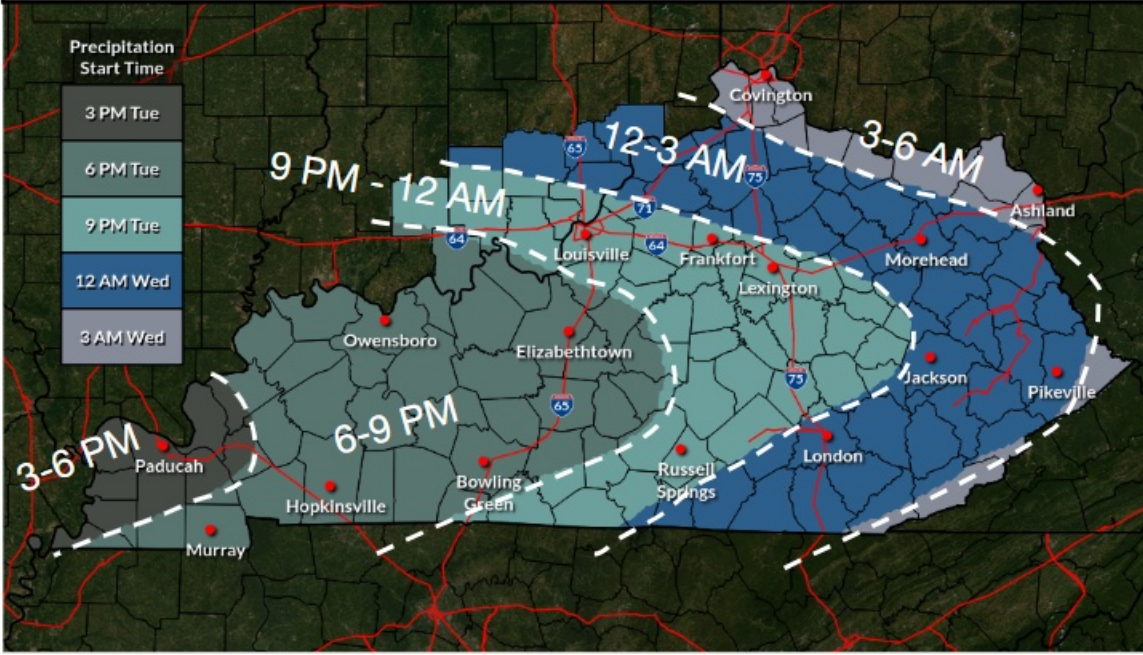 Precipitation
Start Time
3 PM Tue
6 PM Tue
9 PM Tue
12 AM Wed
3 AM Wed
Covington
3-6 AM
12-3 AM
65
75
9 PM - 12 AM
71
Ashland
64
64
Louisville
Frankfort
Morehead
Lexington
Owensboro
Elizabethtown
75
Jackson
Pikeville
65
6-9 PM
3-6 PM
Paducah
London
Russell
Springs
Bowling
Green
Hopkinsville
Murray